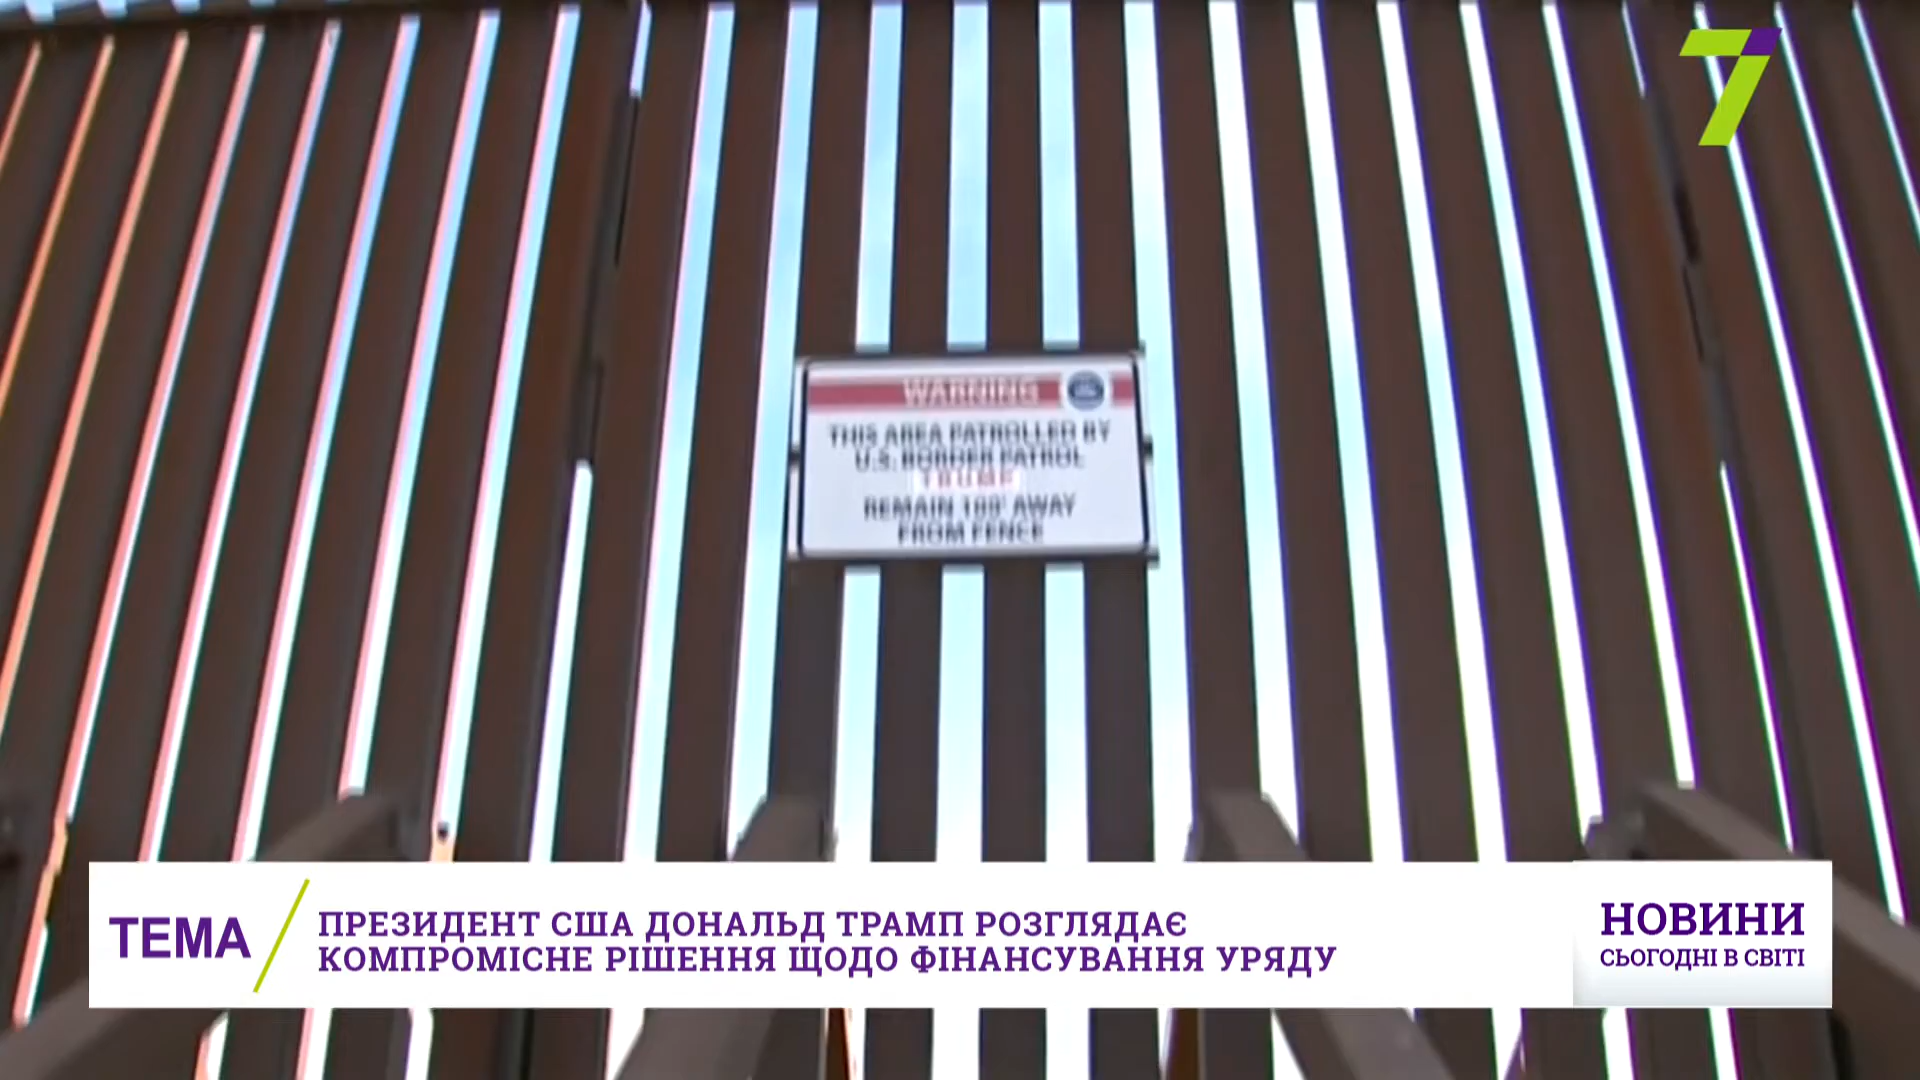 7
WARNING
THIS AREA PATROLLED BY
U.S. BORDER PATROL
TRUMP
REMAIN 100' AWAY
FROM FENCE
ТЕМА
ПРЕЗИДЕНТ США ДОНАЛЬД ТРАМП РОЗГЛЯДАЄ
КОМПРОМІСНЕ РІШЕННЯ ЩОДО ФІНАНСУВАННЯ УРЯДУ
НОВИНИ
СЬОГОДНІ В СВІТІ